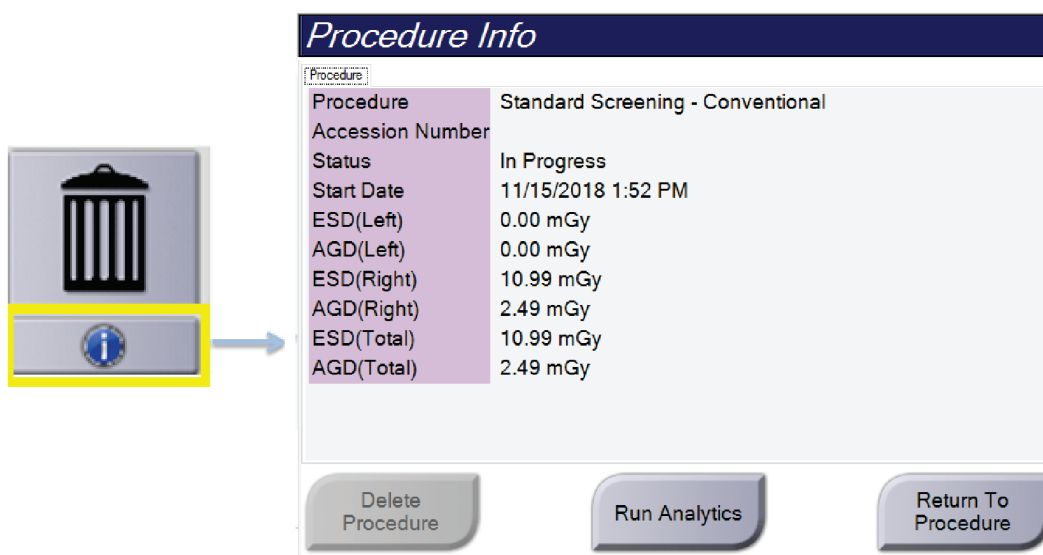 Procedure Info
Procedure
Procedure Standard Screening - Conventional
Accession Number
Status In Progress
Start Date 11/15/2018 1:52 PM
ESD(Left) 0.00 mGy
AGD(Left) 0.00 mGy
ESD(Right) 10.99 mGy
AGD(Right) 2.49 mGy
ESD(Total) 10.99 mGy
AGD(Total) 2.49 mGy
i
Delete
Procedure
Run Analytics
Return To
Procedure